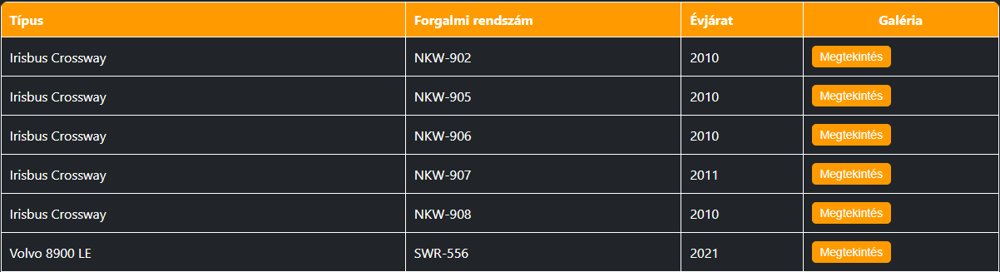 Típus Forgalmi rendszám Évjárat Galéria
Irisbus Crossway NKW-902 2010 Megtekintés
Irisbus Crossway NKW-905 2010 Megtekintés
Irisbus Crossway NKW-906 2010 Megtekintés
Irisbus Crossway NKW-907 2011 Megtekintés
Irisbus Crossway NKW-908 2010 Megtekintés
Volvo 8900 LE SWR-556 2021 Megtekintés